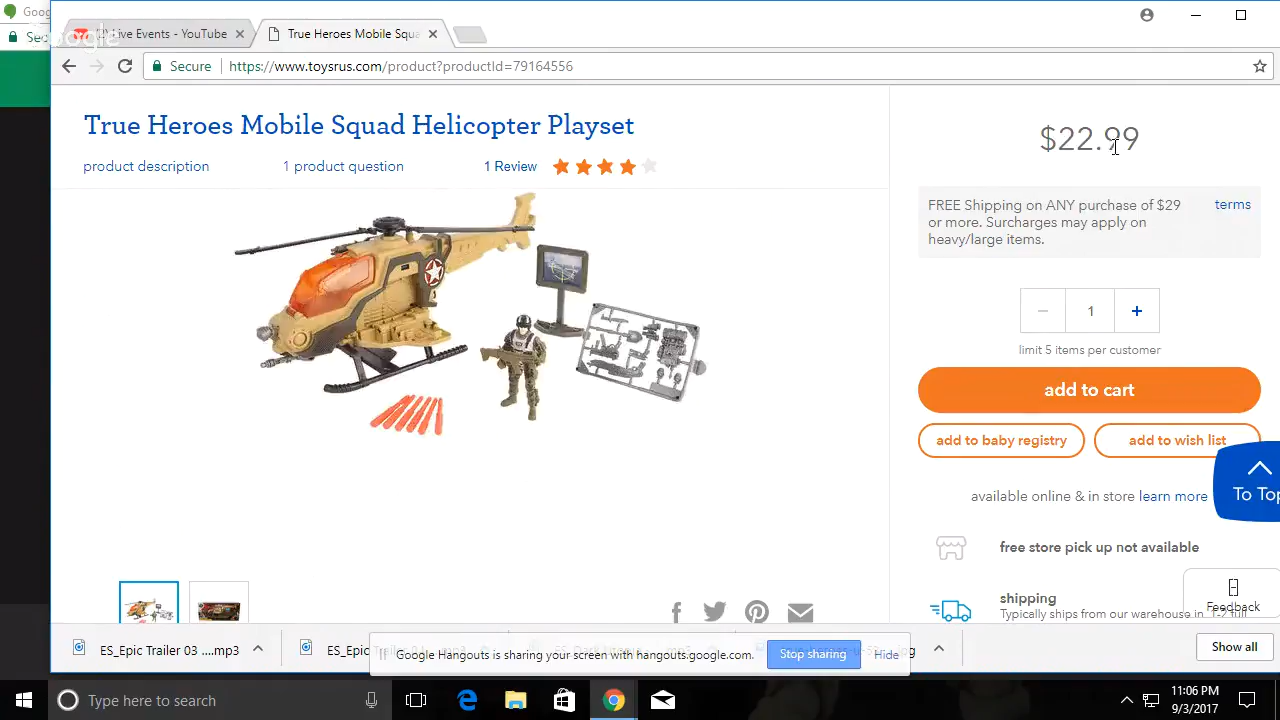 Goog
Live Events - YouTube
True Heroes Mobile Squa
Google
Secure
https://www.toysrus.com/product?productId=79164556
True Heroes Mobile Squad Helicopter Playset
product description
1 product question
1 Review
$22.99
FREE Shipping on ANY purchase of $29
or more. Surcharges may apply on
heavy/large items.
terms
1
limit 5 items per customer
add to cart
add to baby registry
add to wish list
available online & in store learn more
To Top
free store pick up not available
shipping
Typically ships from our warehouse in 1-2 full
Feedback
ES_Epic Trailer 03 ....mp3
ES_Epi
Google Hangouts is sharing your screen with hangouts.google.com.
Stop sharing
Hide
Show all
Type here to search
11:06 PM
9/3/2017